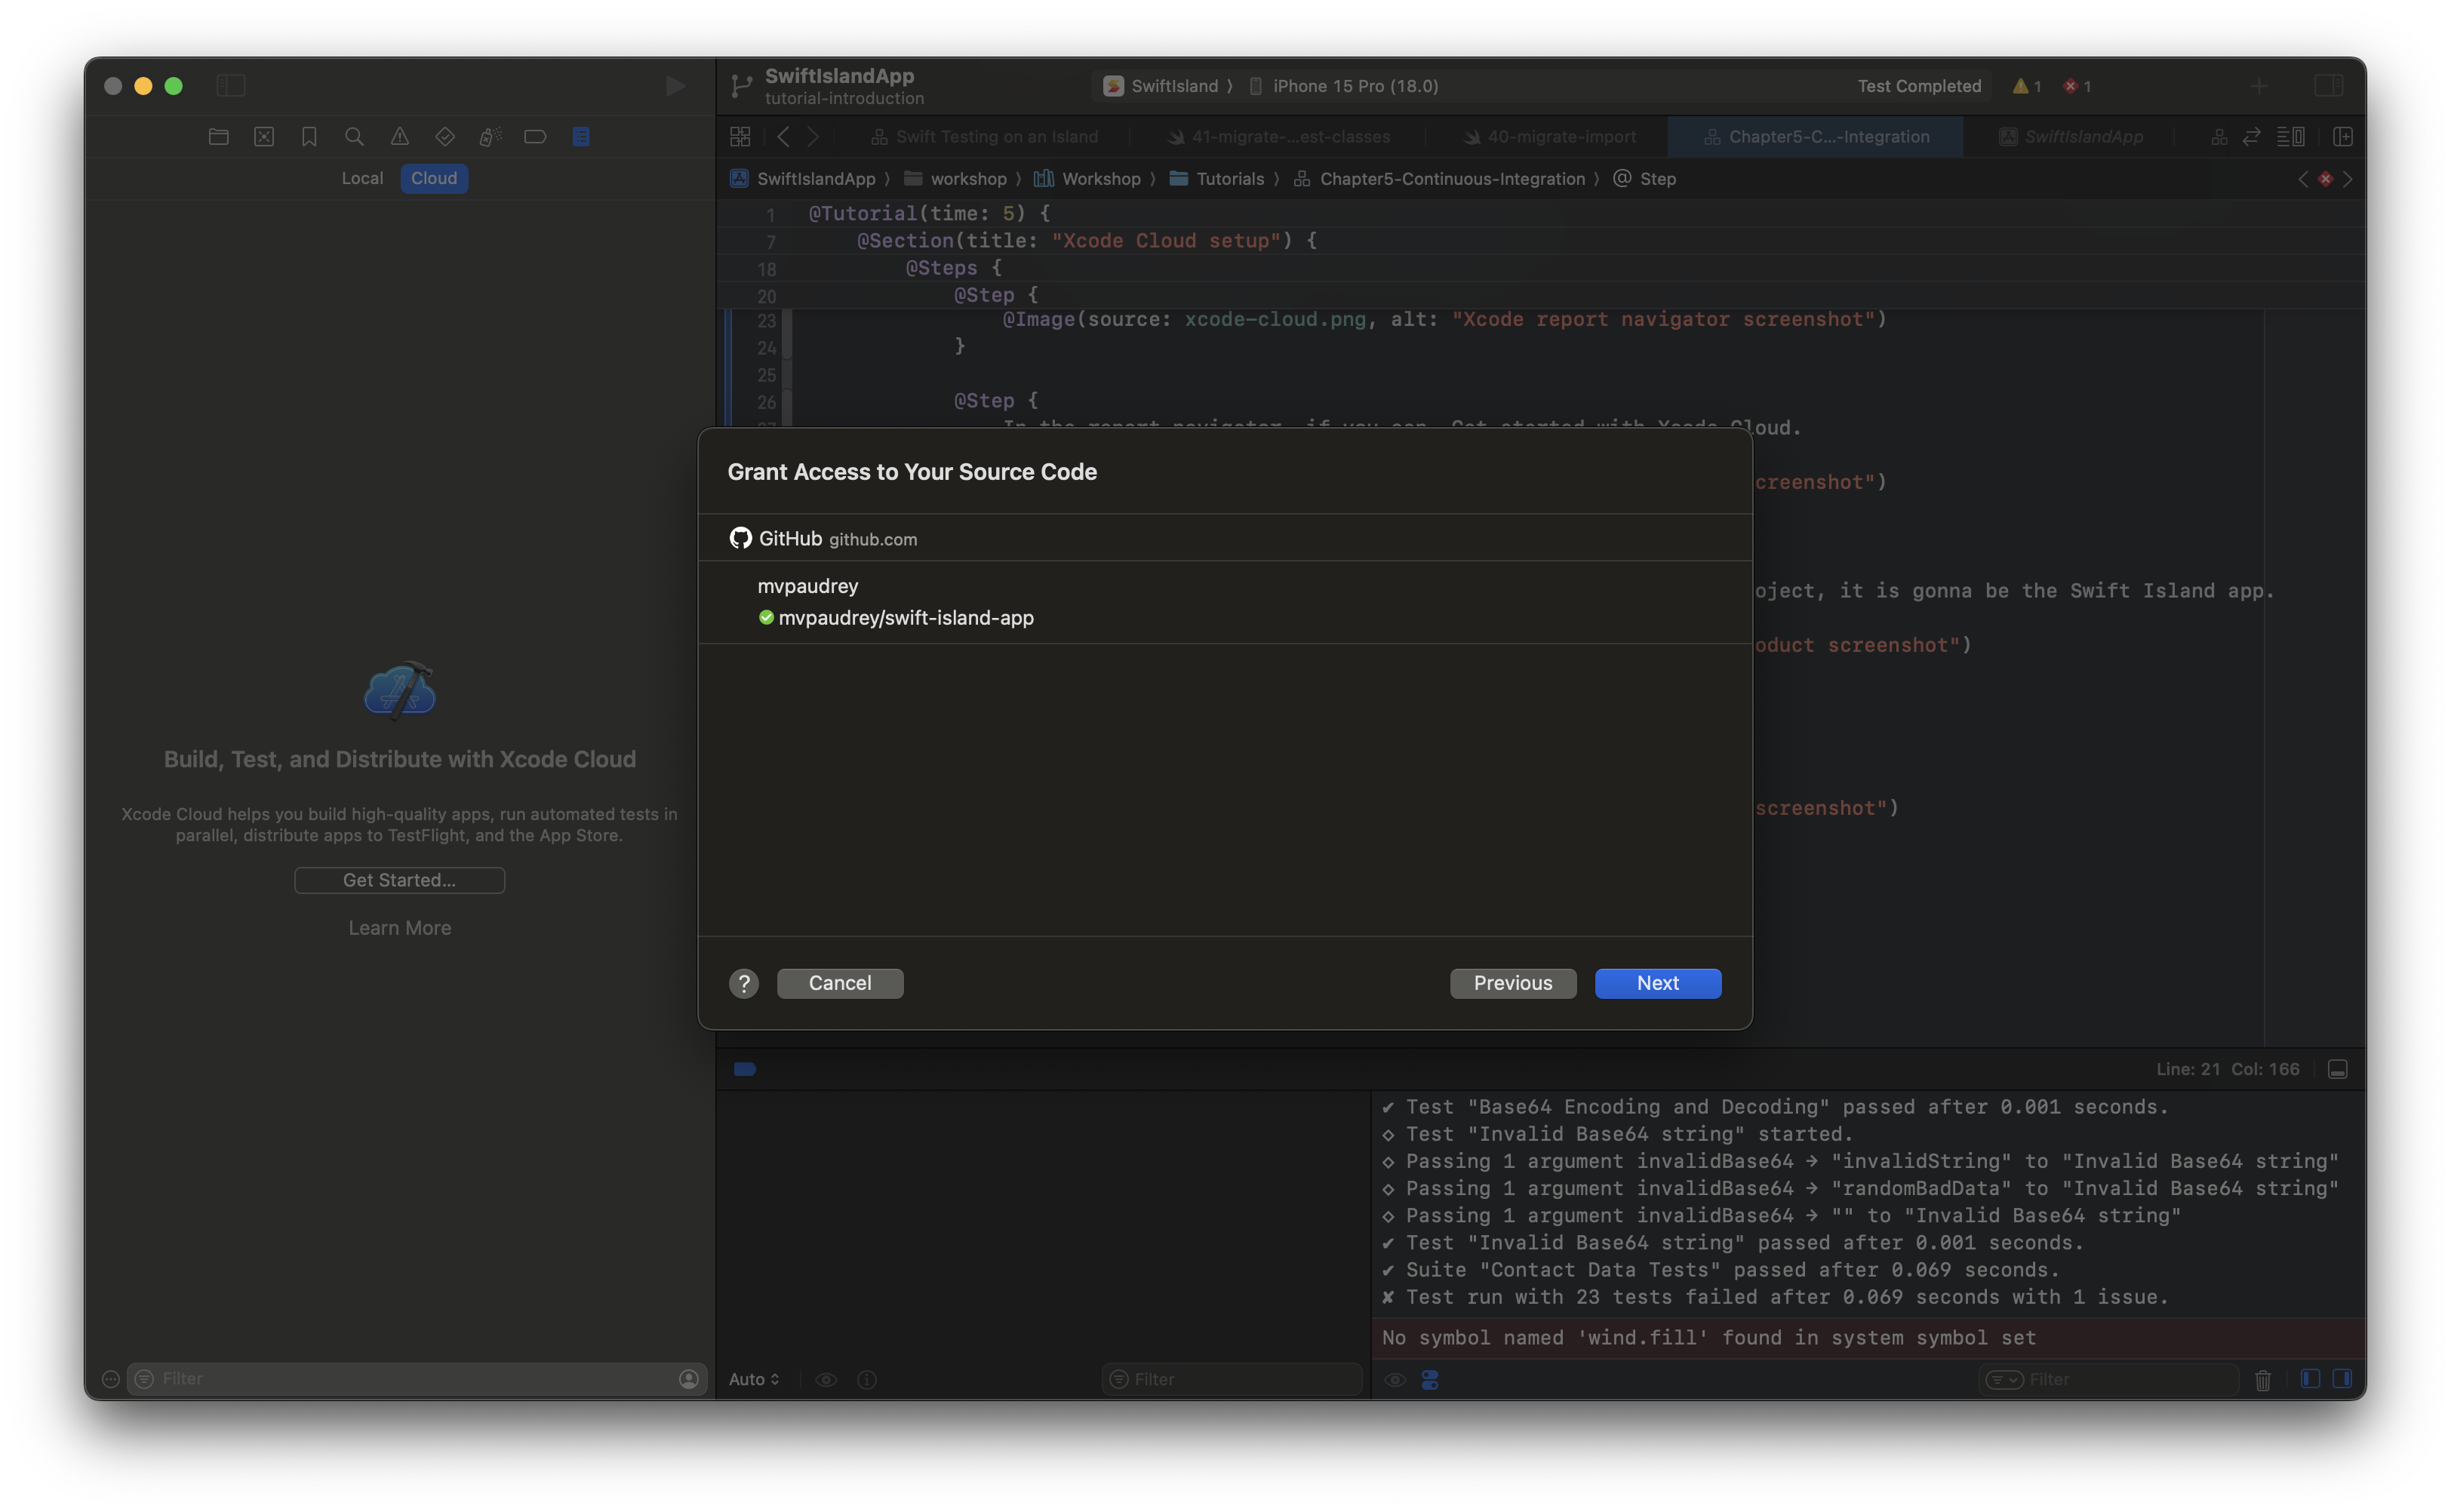 SwiftIslandApp
tutorial-introduction
SwiftIsland 〉 iPhone 15 Pro (18.0)
Test Completed
1
1
Swift Testing on an Island
41-migrate-...est-classes
40-migrate-import
Chapter5-C...-Integration
SwiftIslandApp
Local
Cloud
SwiftIslandApp 〉 workshop 〉 Workshop 〉 Tutorials 〉 Chapter5-Continuous-Integration 〉 @ Step
1 @Tutorial(time: 5) {
7 @Section(title: "Xcode Cloud setup") {
18 @Steps {
20 @Step {
23 @Image(source: xcode-cloud.png, alt: "Xcode report navigator screenshot")
24 }
25
26 @Step {
In the report navigator, if you can, Get started with Xcode Cloud.
creenshot")
oject, it is gonna be the Swift Island app.
oduct screenshot")
screenshot")
Grant Access to Your Source Code
GitHub github.com
mvpaudrey
mvpaudrey/swift-island-app
? Cancel
Previous
Next
Build, Test, and Distribute with Xcode Cloud
Xcode Cloud helps you build high-quality apps, run automated tests in
parallel, distribute apps to TestFlight, and the App Store.
Get Started...
Learn More
Line: 21 Col: 166
✔ Test "Base64 Encoding and Decoding" passed after 0.001 seconds.
◇ Test "Invalid Base64 string" started.
◇ Passing 1 argument invalidBase64 → "invalidString" to "Invalid Base64 string"
◇ Passing 1 argument invalidBase64 → "randomBadData" to "Invalid Base64 string"
◇ Passing 1 argument invalidBase64 → "" to "Invalid Base64 string"
✔ Test "Invalid Base64 string" passed after 0.001 seconds.
✔ Suite "Contact Data Tests" passed after 0.069 seconds.
✘ Test run with 23 tests failed after 0.069 seconds with 1 issue.
No symbol named 'wind.fill' found in system symbol set
Filter
Auto
Filter
Filter